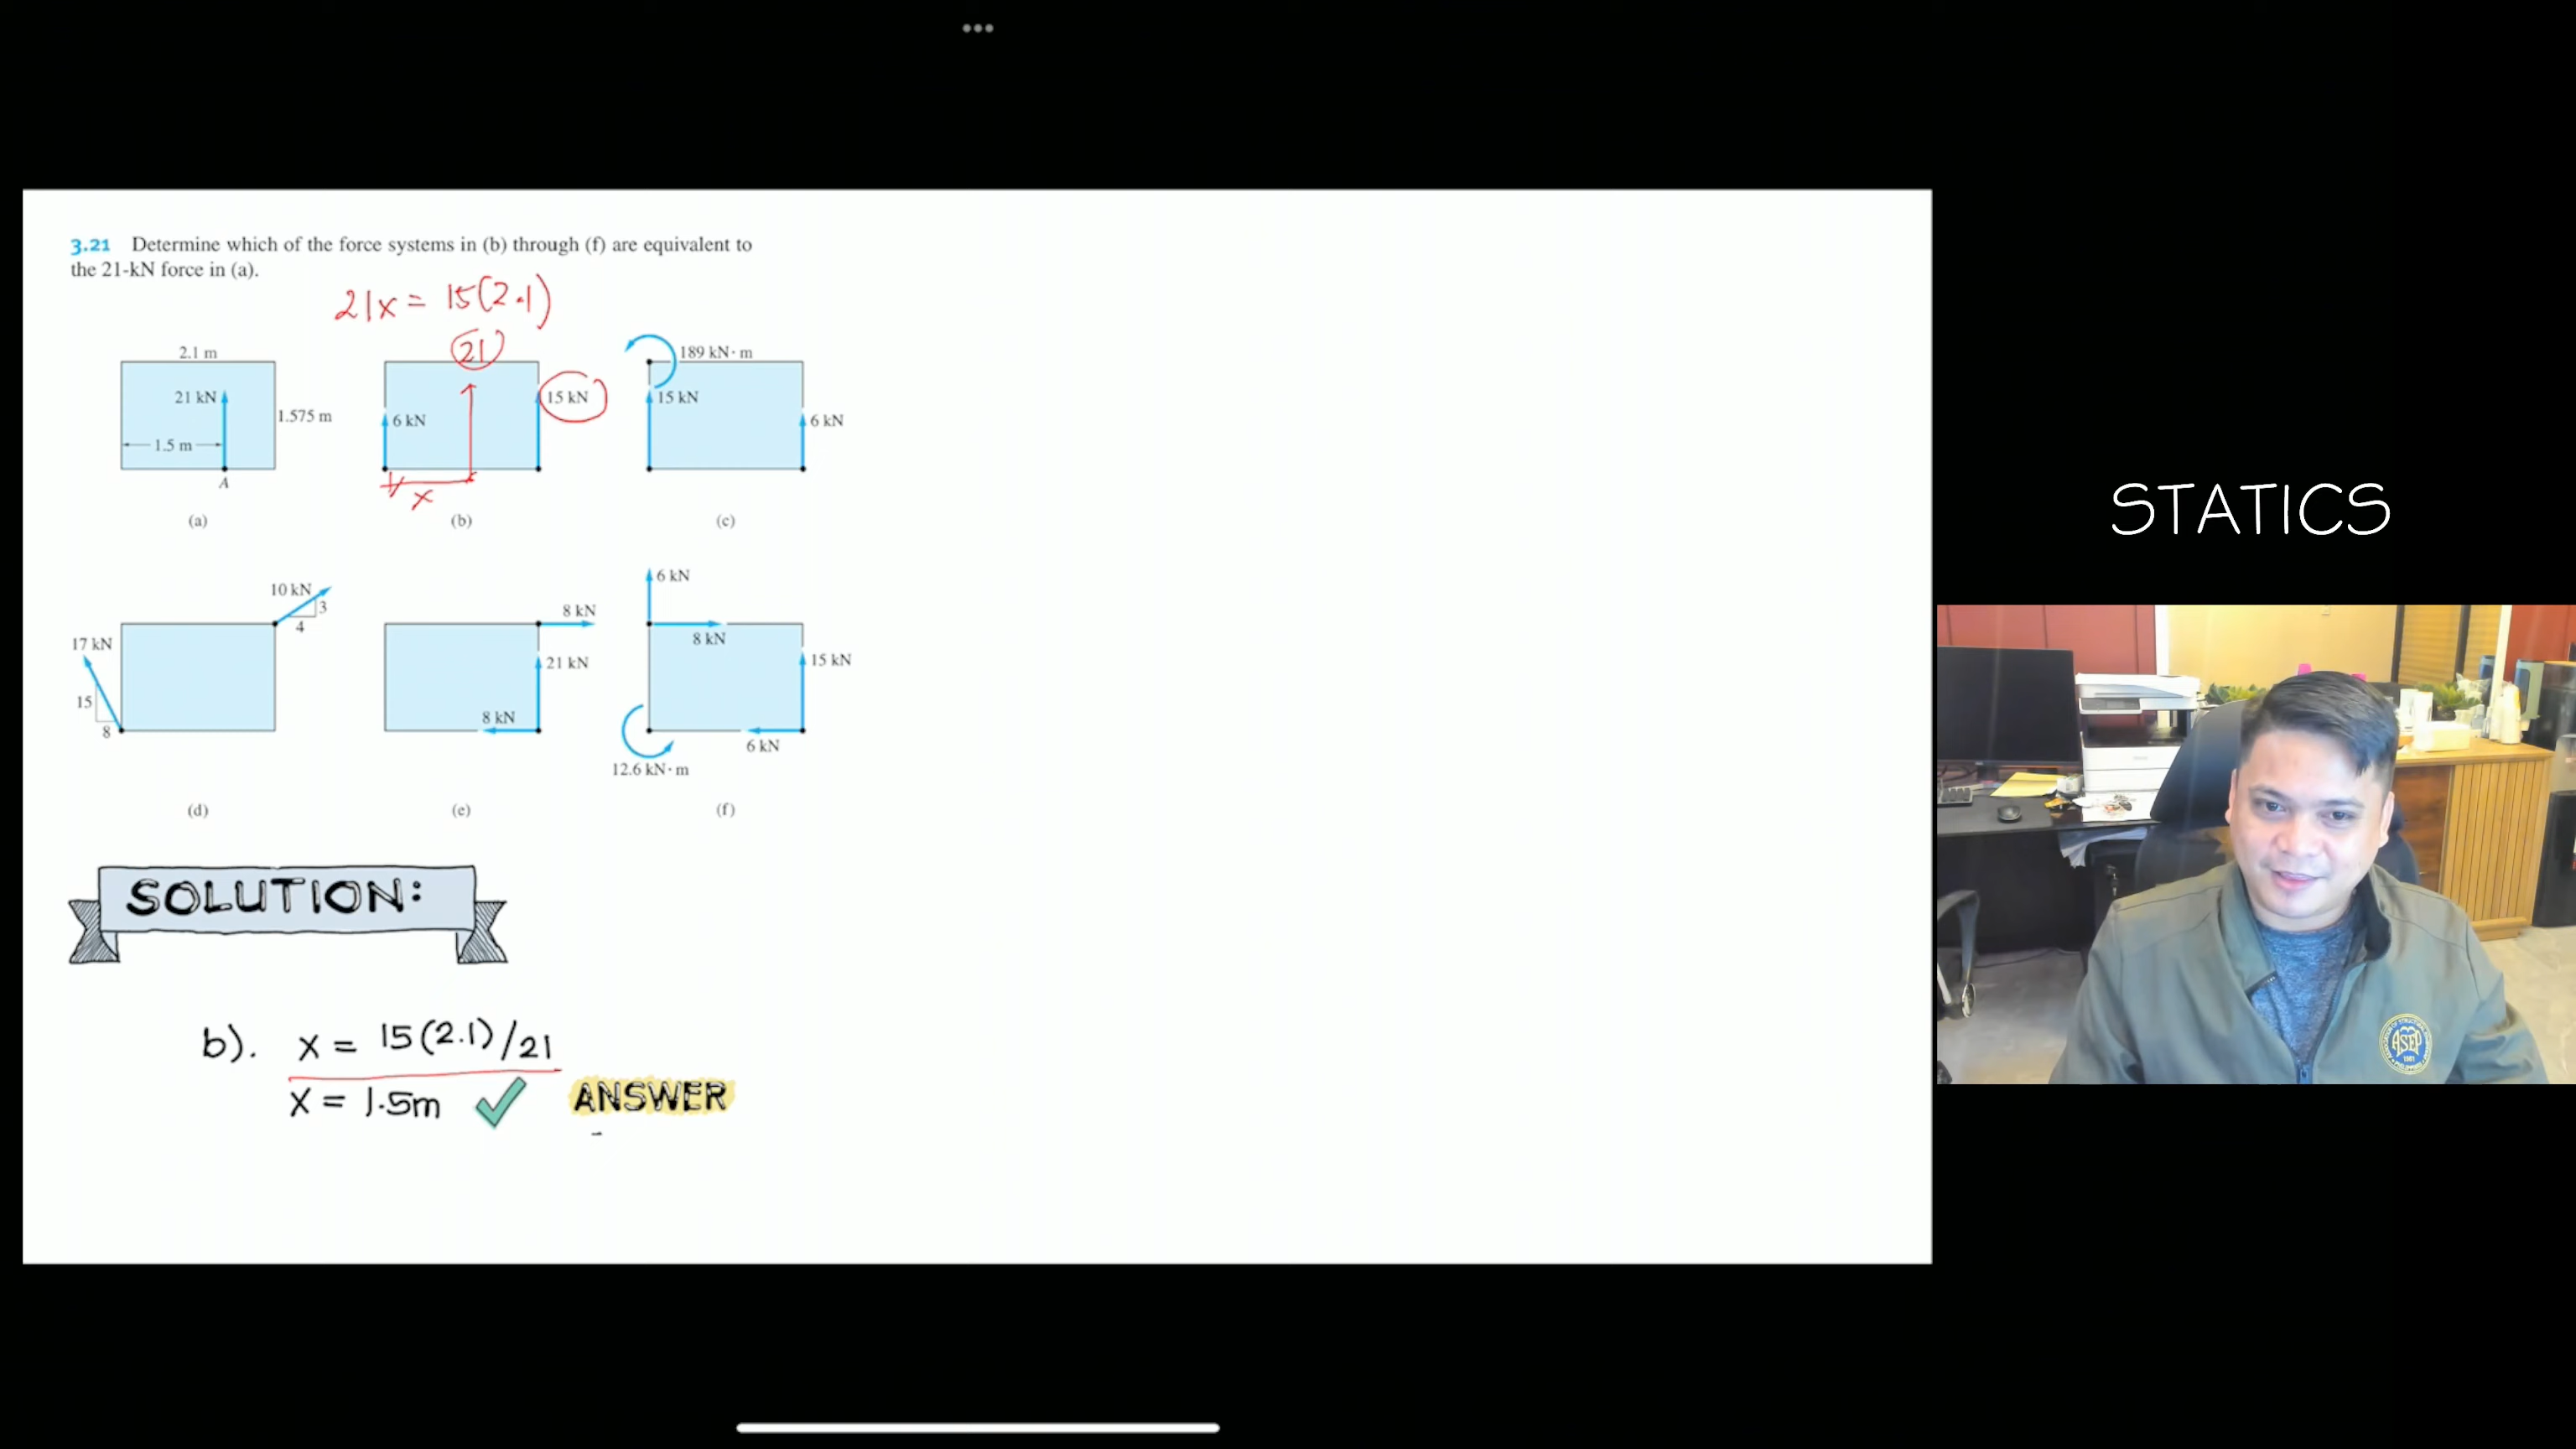 3.21 Determine which of the force systems in (b) through (f) are equivalent to
the 21-kN force in (a).
21x = 15(2.1)
2.1 m
21 kN
1.575 m
1.5 m
A
(a)
21
15 kN
6 kN
x
(b)
189 kN·m
15 kN
6 kN
(c)
10 kN
3
4
17 kN
15
8
(d)
8 kN
21 kN
8 kN
(e)
6 kN
8 kN
15 kN
6 kN
12.6 kN·m
(f)
SOLUTION:
b). x = 15(2.1)/21
x = 1.5m ANSWER
STATICS
ASEP